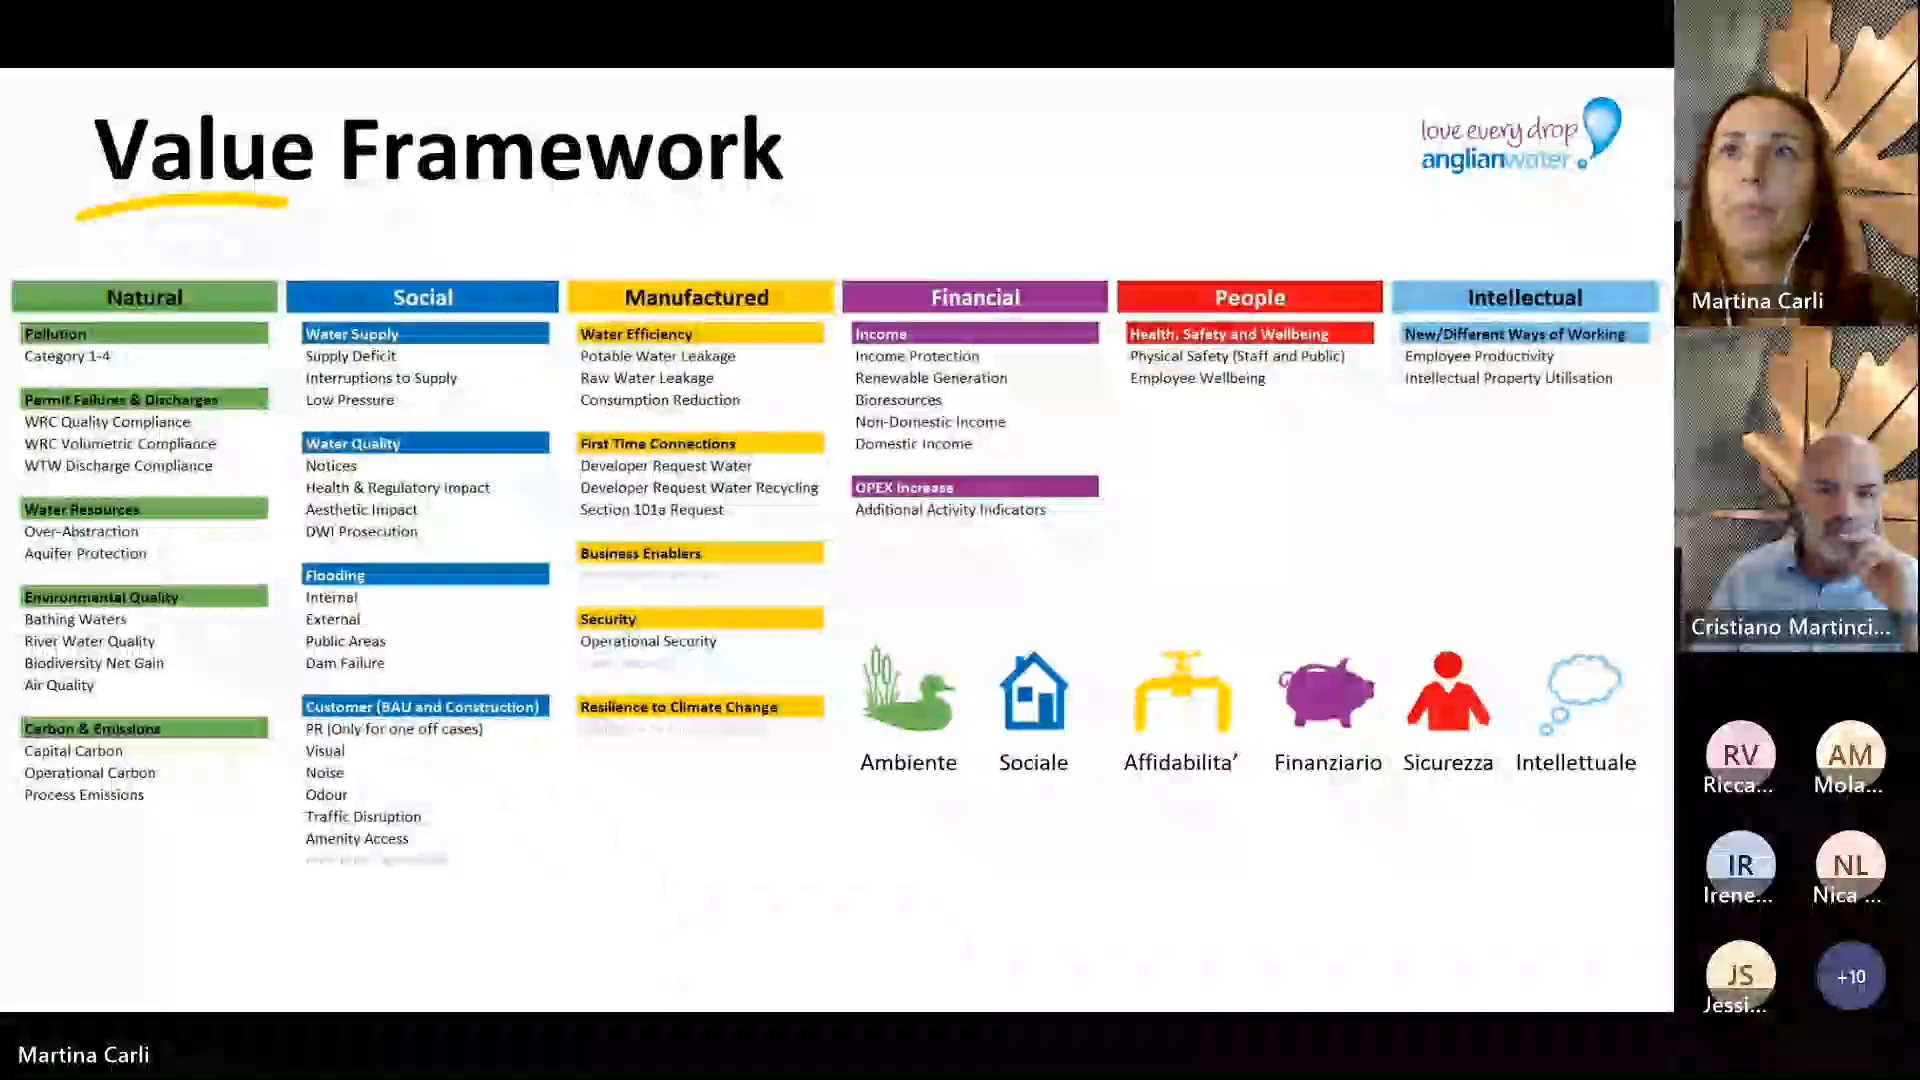 Value Framework
love every drop
anglianwater
Natural
Pollution
Category 1-4
Permit Failures & Discharges
WRC Quality Compliance
WRC Volumetric Compliance
WTW Discharge Compliance
Water Resources
Over-Abstraction
Aquifer Protection
Environmental Quality
Bathing Waters
River Water Quality
Biodiversity Net Gain
Air Quality
Carbon & Emissions
Capital Carbon
Operational Carbon
Process Emissions
Social
Water Supply
Supply Deficit
Interruptions to Supply
Low Pressure
Water Quality
Notices
Health & Regulatory Impact
Aesthetic Impact
DWI Prosecution
Flooding
Internal
External
Public Areas
Dam Failure
Customer (BAU and Construction)
PR (Only for one off cases)
Visual
Noise
Odour
Traffic Disruption
Amenity Access
Manufactured
Water Efficiency
Potable Water Leakage
Raw Water Leakage
Consumption Reduction
First Time Connections
Developer Request Water
Developer Request Water Recycling
Section 101a Request
Business Enablers
Security
Operational Security
Resilience to Climate Change
Financial
Income
Income Protection
Renewable Generation
Bioresources
Non-Domestic Income
Domestic Income
OPEX Increase
Additional Activity Indicators
People
Health, Safety and Wellbeing
Physical Safety (Staff and Public)
Employee Wellbeing
Intellectual
New/Different Ways of Working
Employee Productivity
Intellectual Property Utilisation
Ambiente
Sociale
Affidabilita’
Finanziario
Sicurezza
Intellettuale
Martina Carli
Cristiano Martinci...
RV
Ricca...
AM
Mola...
IR
Irene...
NL
Nica ...
JS
Jessi...
+10
Martina Carli